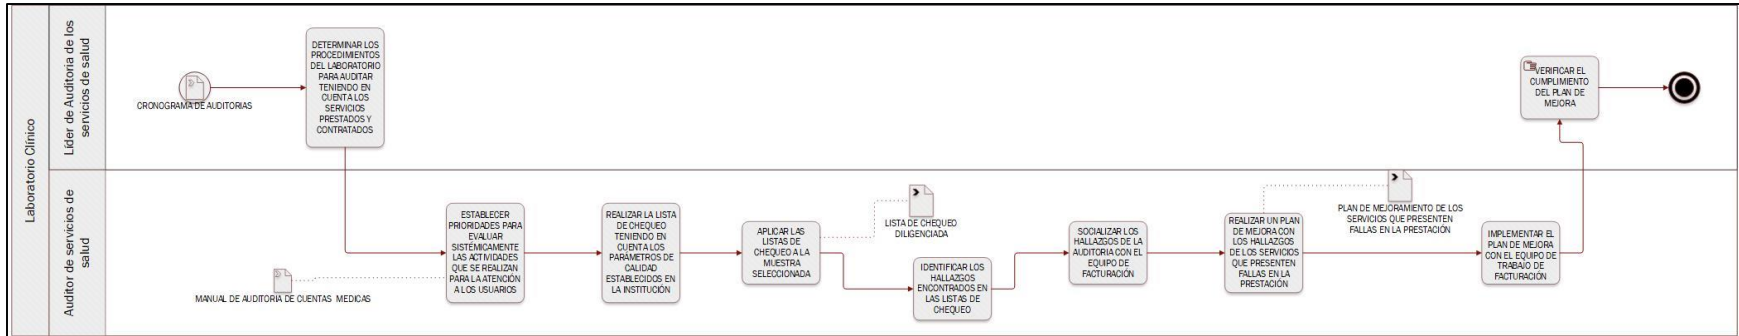 Laboratorio Clínico
Líder de Auditoria de los
servicios de salud
CRONOGRAMA DE AUDITORIAS
DETERMINAR LOS
PROCEDIMIENTOS
DEL LABORATORIO
PARA AUDITAR
TENIENDO EN
CUENTA LOS
SERVICIOS
PRESTADOS Y
CONTRATADOS
VERIFICAR EL
CUMPLIMIENTO
DEL PLAN DE
MEJORA
Auditor de servicios de
salud
MANUAL DE AUDITORIA DE CUENTAS MEDICAS
ESTABLECER
PRIORIDADES PARA
EVALUAR
SISTÉMICAMENTE
LAS ACTIVIDADES
QUE SE REALIZAN
PARA LA ATENCIÓN
A LOS USUARIOS
REALIZAR LA LISTA
DE CHEQUEO
TENIENDO EN
CUENTA LOS
PARÁMETROS DE
CALIDAD
ESTABLECIDOS EN
LA INSTITUCIÓN
APLICAR LAS
LISTAS DE
CHEQUEO A LA
MUESTRA
SELECCIONADA
LISTA DE CHEQUEO
DILIGENCIADA
IDENTIFICAR LOS
HALLAZGOS
ENCONTRADOS EN
LAS LISTAS DE
CHEQUEO
SOCIALIZAR LOS
HALLAZGOS DE LA
AUDITORIA CON EL
EQUIPO DE
FACTURACIÓN
REALIZAR UN PLAN
DE MEJORA CON
LOS HALLAZGOS
DE LOS SERVICIOS
QUE PRESENTEN
FALLAS EN LA
PRESTACIÓN
PLAN DE MEJORAMIENTO DE LOS
SERVICIOS QUE PRESENTEN
FALLAS EN LA PRESTACIÓN
IMPLEMENTAR EL
PLAN DE MEJORA
CON EL EQUIPO DE
TRABAJO DE
FACTURACIÓN